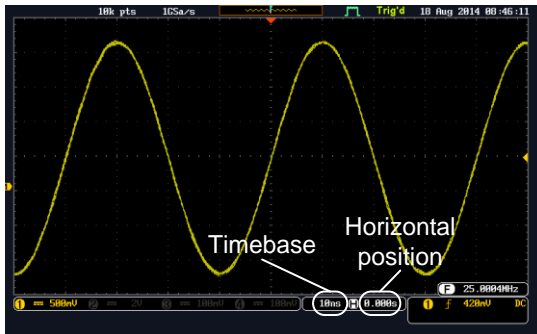 10k pts 1GSa/s Trig'd 18 Aug 2014 08:46:11
1
Timebase
Horizontal
position
F 25.0004MHz
1 500mV 2 2V 3 100mV 4 100mV 10ns H 0.000s 1 420mV DC